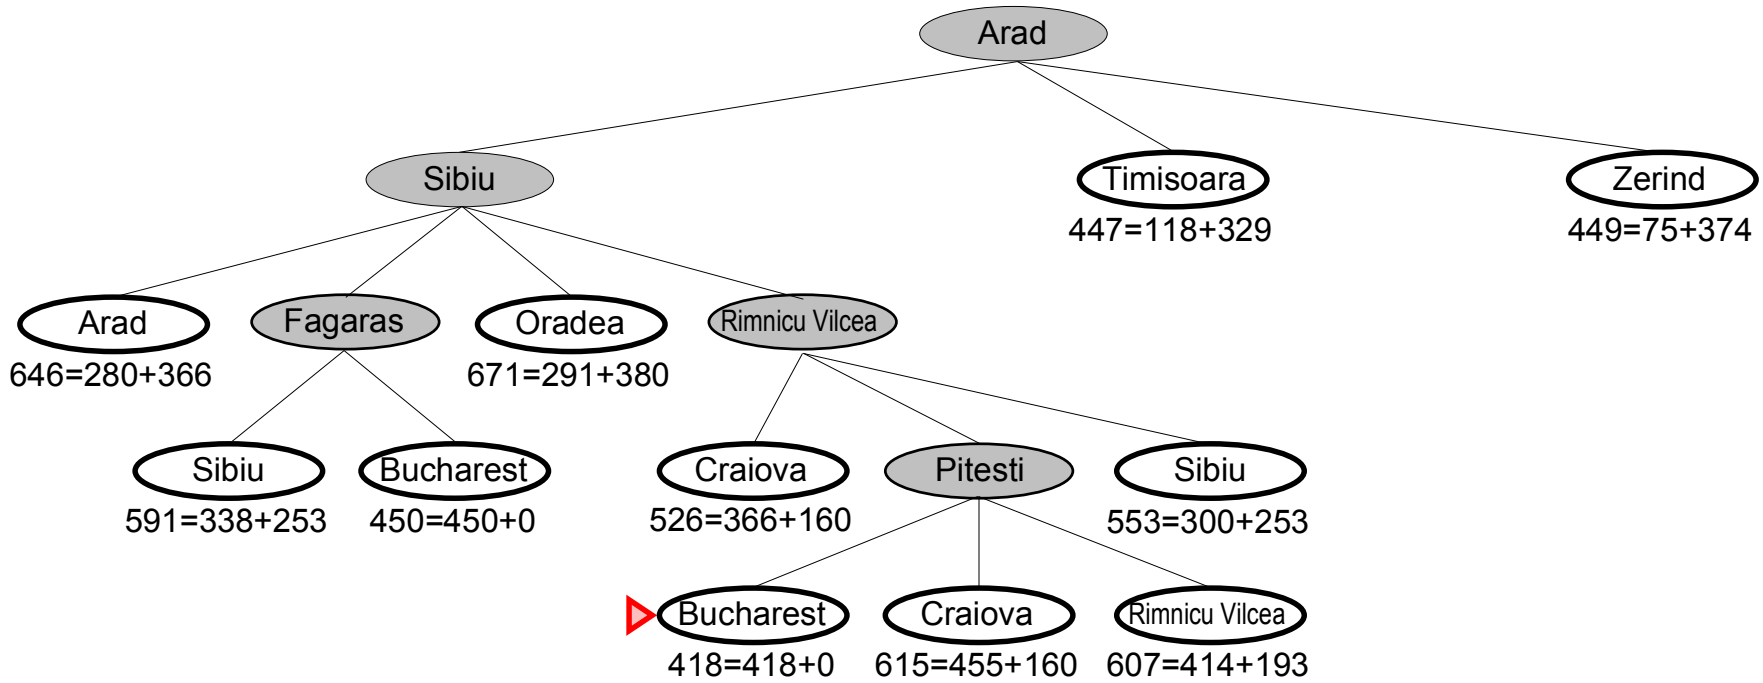 Arad
Sibiu
Timisoara
Zerind
447=118+329
449=75+374
Arad
Fagaras
Oradea
Rimnicu Vilcea
646=280+366
671=291+380
Sibiu
Bucharest
Craiova
Pitesti
Sibiu
591=338+253
450=450+0
526=366+160
553=300+253
Bucharest
Craiova
Rimnicu Vilcea
418=418+0
615=455+160
607=414+193